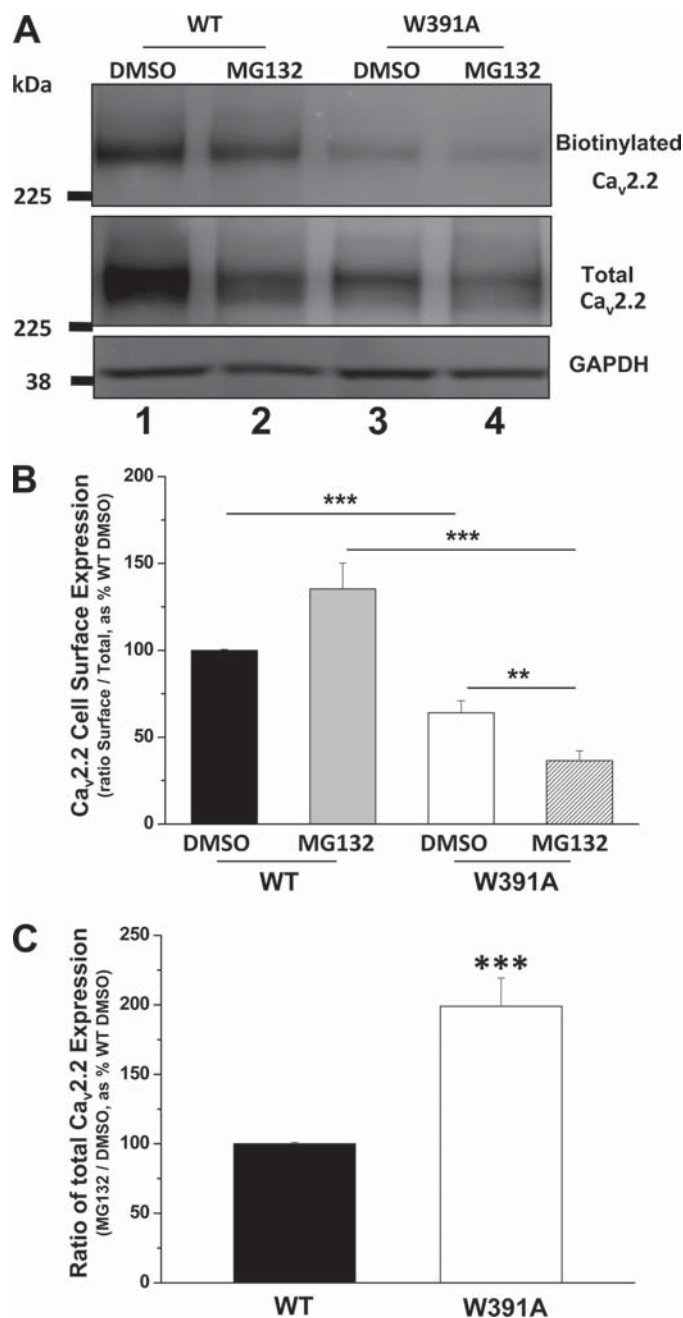 A
WT W391A
kDa DMSO MG132 DMSO MG132
Biotinylated
Cav2.2
225
Total
Cav2.2
225
GAPDH
38
1 2 3 4
B
Cav2.2 Cell Surface Expression
(ratio Surface / Total, as % WT DMSO)
200
150
100
50
0
***
***
**
DMSO MG132 DMSO MG132
WT W391A
C
Ratio of total Cav2.2 Expression
(MG132 / DMSO, as % WT DMSO)
250
200
150
100
50
0
***
WT W391A